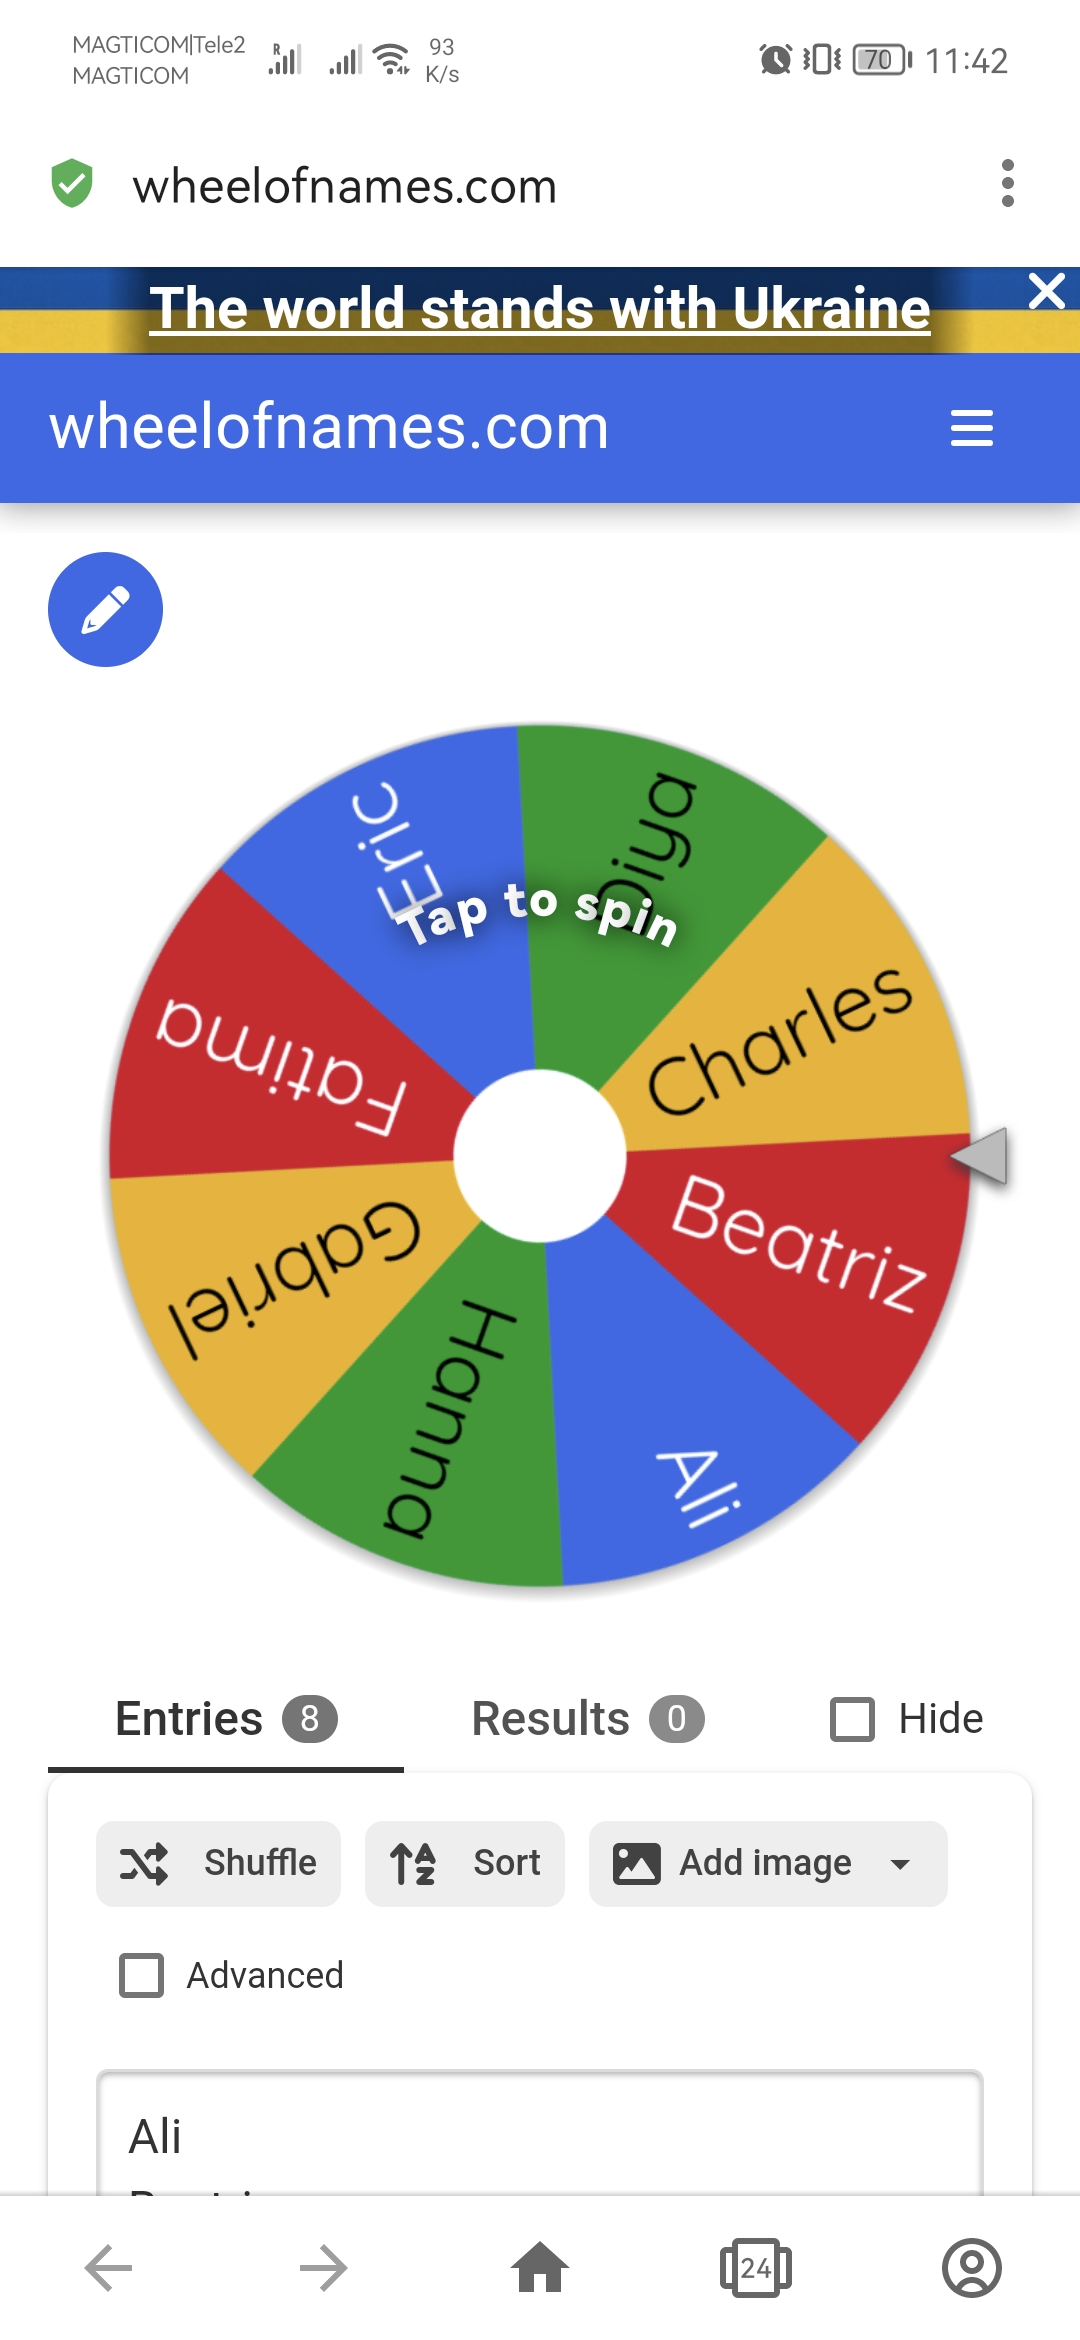 MAGTICOM|Tele2
MAGTICOM
R
93
K/s
70
11:42
wheelofnames.com
The world stands with Ukraine
wheelofnames.com
Eric
Diya
Tap to spin
Charles
Fatima
Beatriz
Gabriel
Hanna
Ali
Entries 8
Results 0
Hide
Shuffle
Sort
Add image
Advanced
Ali
24